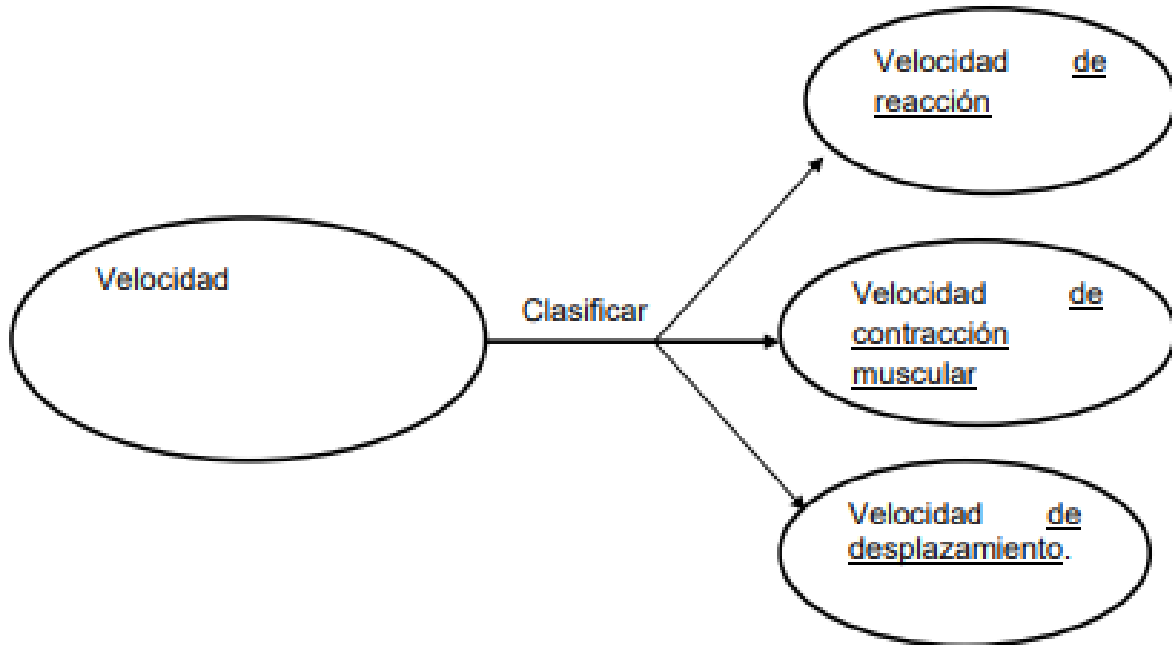 Velocidad de
reacción
Velocidad
Clasificar
Velocidad de
contracción
muscular
Velocidad de
desplazamiento.